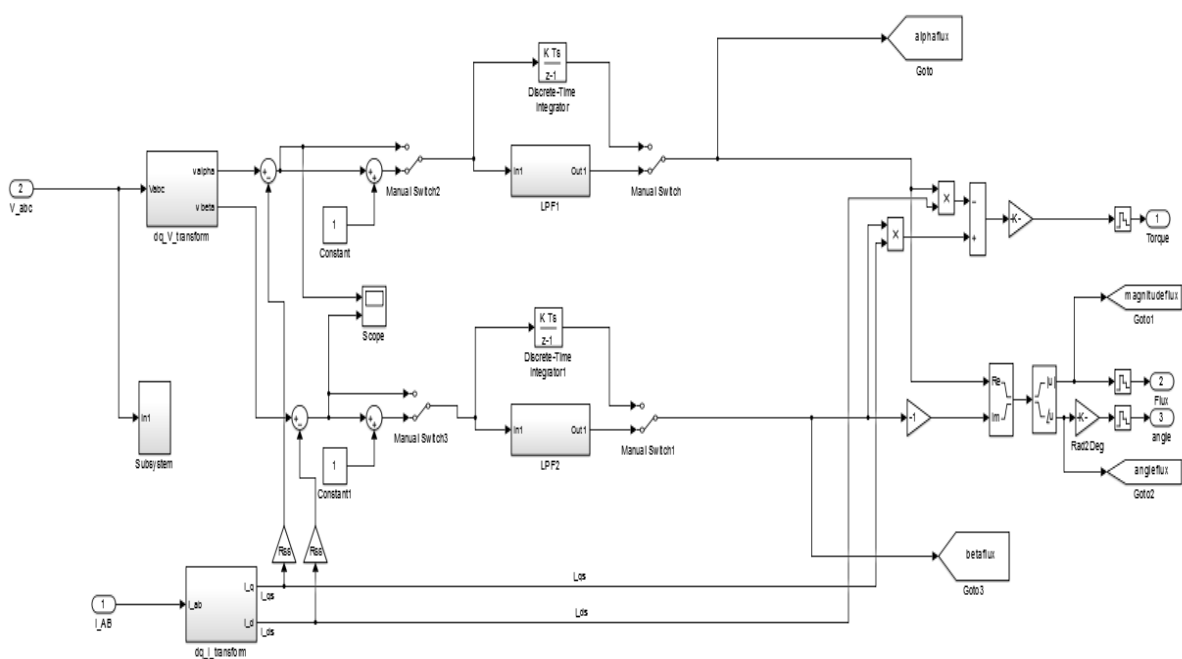 alphaflux
Goto
K Ts
z-1
Discrete-Time
Integrator
2
V_abc
Vabc
valpha
vbeta
dq_V_transform
Manual Switch2
In1
Out1
LPF1
Manual Switch
1
Constant
Scope
K Ts
z-1
Discrete-Time
Integrator1
-K-
1
Torque
magnitudeflux
Goto1
Re
Im
|u|
∠u
2
Flux
-1
-K-
Rad2Deg
3
angle
angleflux
Goto2
In1
Subsystem
Manual Switch3
In1
Out1
LPF2
Manual Switch1
1
Constant1
Rss
Rss
betaflux
Goto3
1
I_AB
I_ab
I_q
I_qs
I_d
I_ds
dq_I_transform
I_qs
I_ds